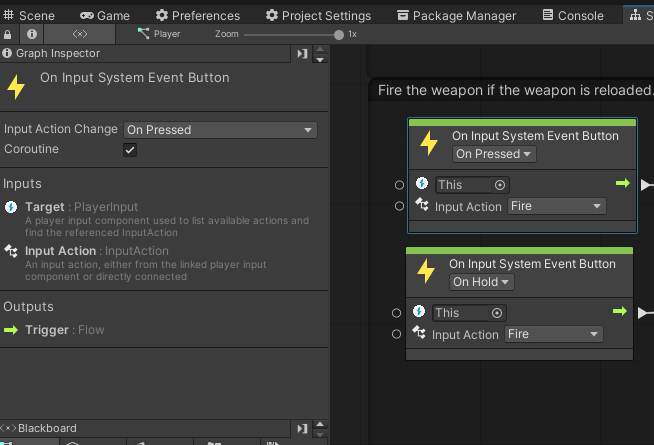 Scene Game Preferences Project Settings Package Manager Console S
<×> Player Zoom 1x
Graph Inspector
On Input System Event Button
Input Action Change On Pressed
Coroutine
Inputs
Target : PlayerInput
A player input component used to list available actions and
find the referenced InputAction
Input Action : InputAction
An input action, either from the linked player input
component or directly connected
Outputs
Trigger : Flow
<×> Blackboard
Fire the weapon if the weapon is reloaded.
On Input System Event Button
On Pressed
This
Input Action Fire
On Input System Event Button
On Hold
This
Input Action Fire